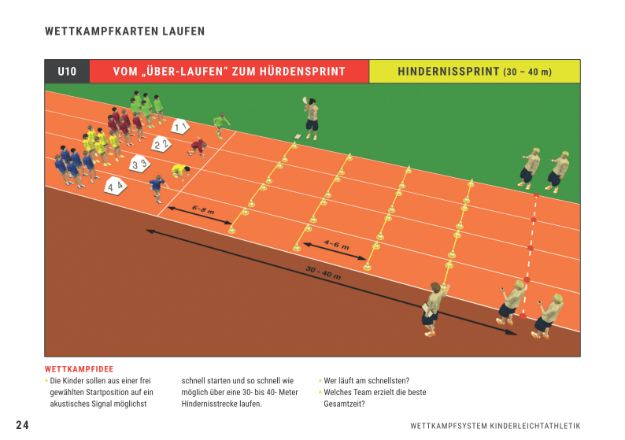 WETTKAMPFKARTEN LAUFEN
U10
VOM „ÜBER-LAUFEN“ ZUM HÜRDENSPRINT
HINDERNISSPRINT (30 – 40 m)
1 1
2 2
3 3
4 4
6–8 m
4–6 m
30 - 40 m
WETTKAMPFIDEE
Die Kinder sollen aus einer frei
gewählten Startposition auf ein
akustisches Signal möglichst
schnell starten und so schnell wie
möglich über eine 30- bis 40- Meter
Hindernisstrecke laufen.
Wer läuft am schnellsten?
Welches Team erzielt die beste
Gesamtzeit?
24
WETTKAMPFSYSTEM KINDERLEICHTATHLETIK